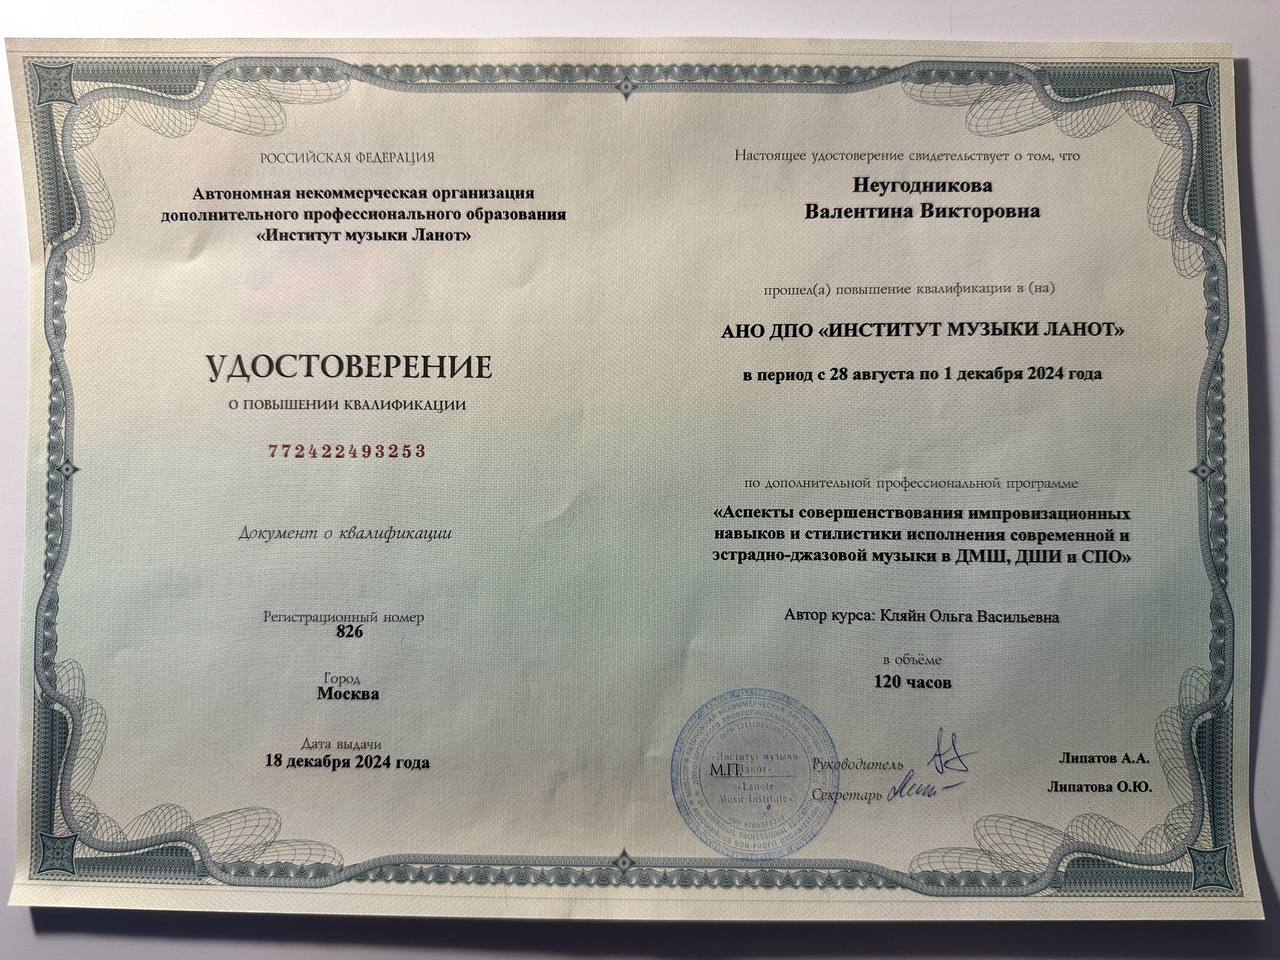 РОССИЙСКАЯ ФЕДЕРАЦИЯ
Автономная некоммерческая организация
дополнительного профессионального образования
«Институт музыки Ланот»
УДОСТОВЕРЕНИЕ
О ПОВЫШЕНИИ КВАЛИФИКАЦИИ
772422493253
Документ о квалификации
Регистрационный номер
826
Город
Москва
Дата выдачи
18 декабря 2024 года
Настоящее удостоверение свидетельствует о том, что
Неугодникова
Валентина Викторовна
прошел(а) повышение квалификации в (на)
АНО ДПО «ИНСТИТУТ МУЗЫКИ ЛАНОТ»
в период с 28 августа по 1 декабря 2024 года
по дополнительной профессиональной программе
«Аспекты совершенствования импровизационных
навыков и стилистики исполнения современной и
эстрадно-джазовой музыки в ДМШ, ДШИ и СПО»
Автор курса: Кляйн Ольга Васильевна
в объёме
120 часов
«Институт музыки
Ланот»
«Lanote
Music Institute»
М.П.
Руководитель
Липатов А.А.
Секретарь
Липатова О.Ю.